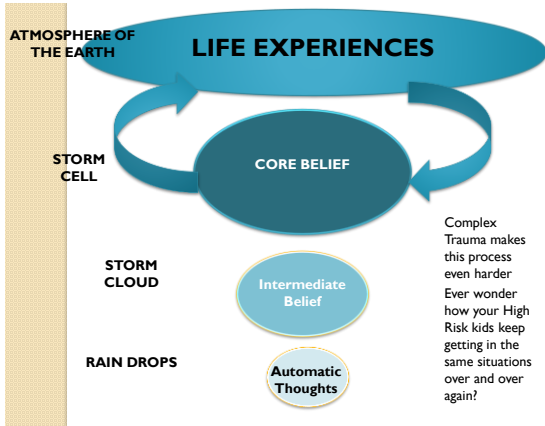 ATMOSPHERE OF
THE EARTH
LIFE EXPERIENCES
STORM
CELL
CORE BELIEF
STORM
CLOUD
Intermediate
Belief
RAIN DROPS
Automatic
Thoughts
Complex
Trauma makes
this process
even harder
Ever wonder
how your High
Risk kids keep
getting in the
same situations
over and over
again?